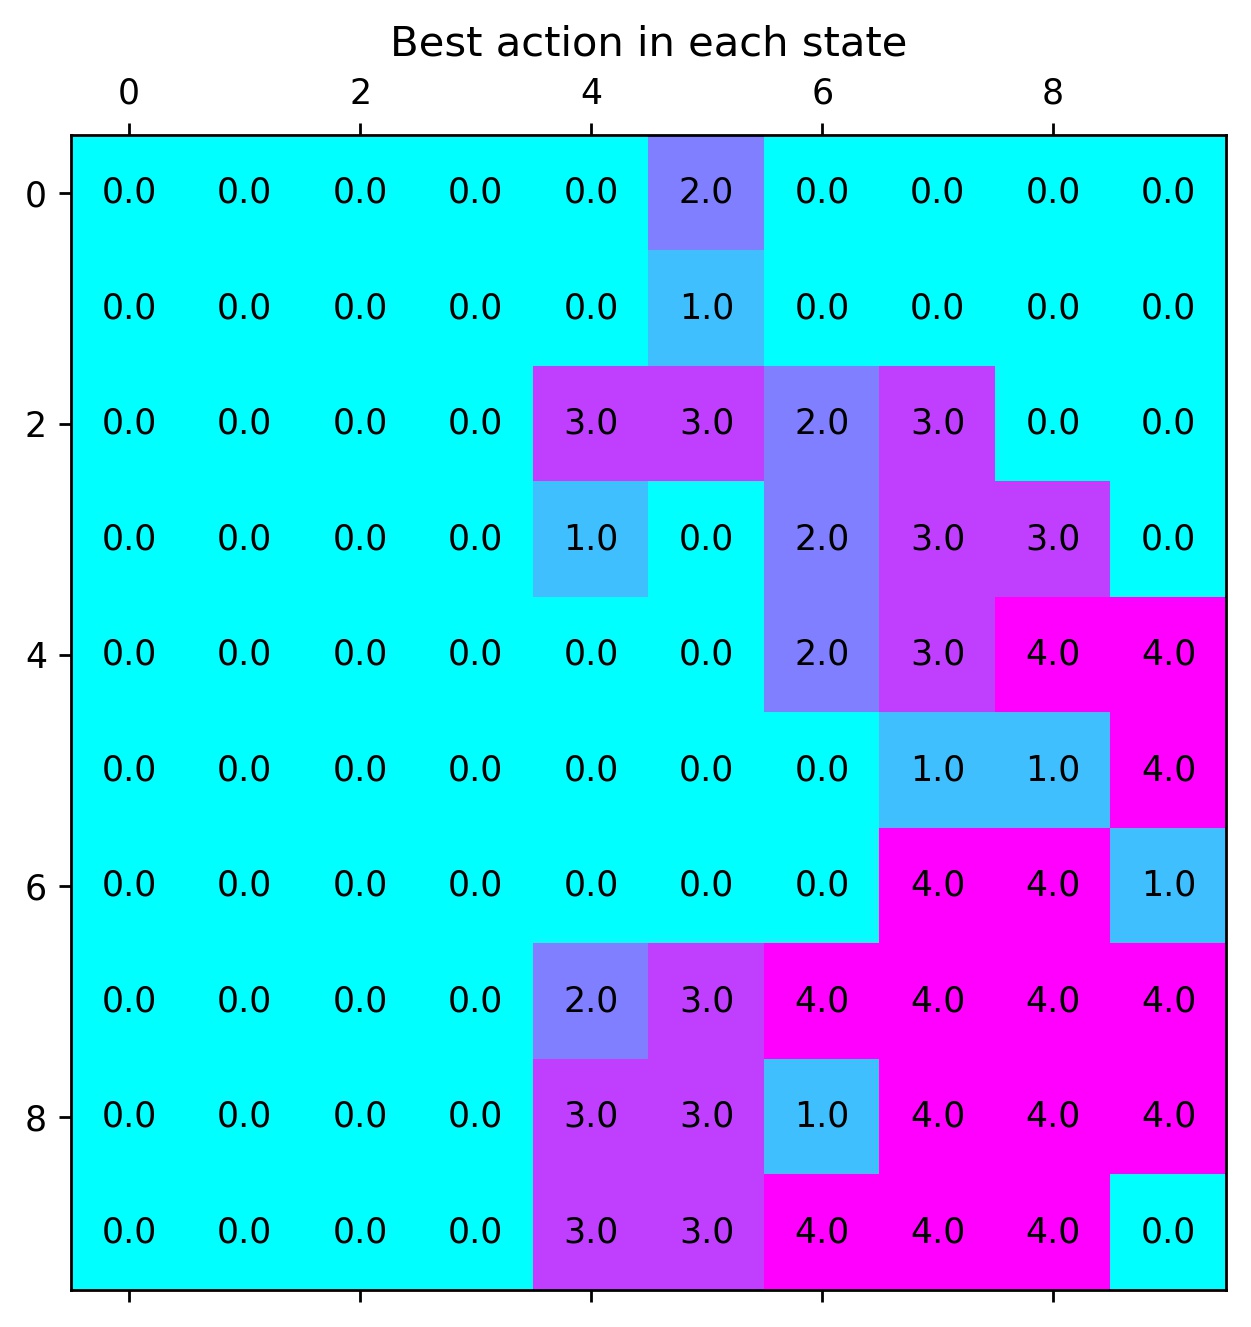 Best action in each state
0 2 4 6 8
0 0.0 0.0 0.0 0.0 0.0 2.0 0.0 0.0 0.0 0.0
0.0 0.0 0.0 0.0 0.0 1.0 0.0 0.0 0.0 0.0
2 0.0 0.0 0.0 0.0 3.0 3.0 2.0 3.0 0.0 0.0
0.0 0.0 0.0 0.0 1.0 0.0 2.0 3.0 3.0 0.0
4 0.0 0.0 0.0 0.0 0.0 0.0 2.0 3.0 4.0 4.0
0.0 0.0 0.0 0.0 0.0 0.0 0.0 1.0 1.0 4.0
6 0.0 0.0 0.0 0.0 0.0 0.0 0.0 4.0 4.0 1.0
0.0 0.0 0.0 0.0 2.0 3.0 4.0 4.0 4.0 4.0
8 0.0 0.0 0.0 0.0 3.0 3.0 1.0 4.0 4.0 4.0
0.0 0.0 0.0 0.0 3.0 3.0 4.0 4.0 4.0 0.0